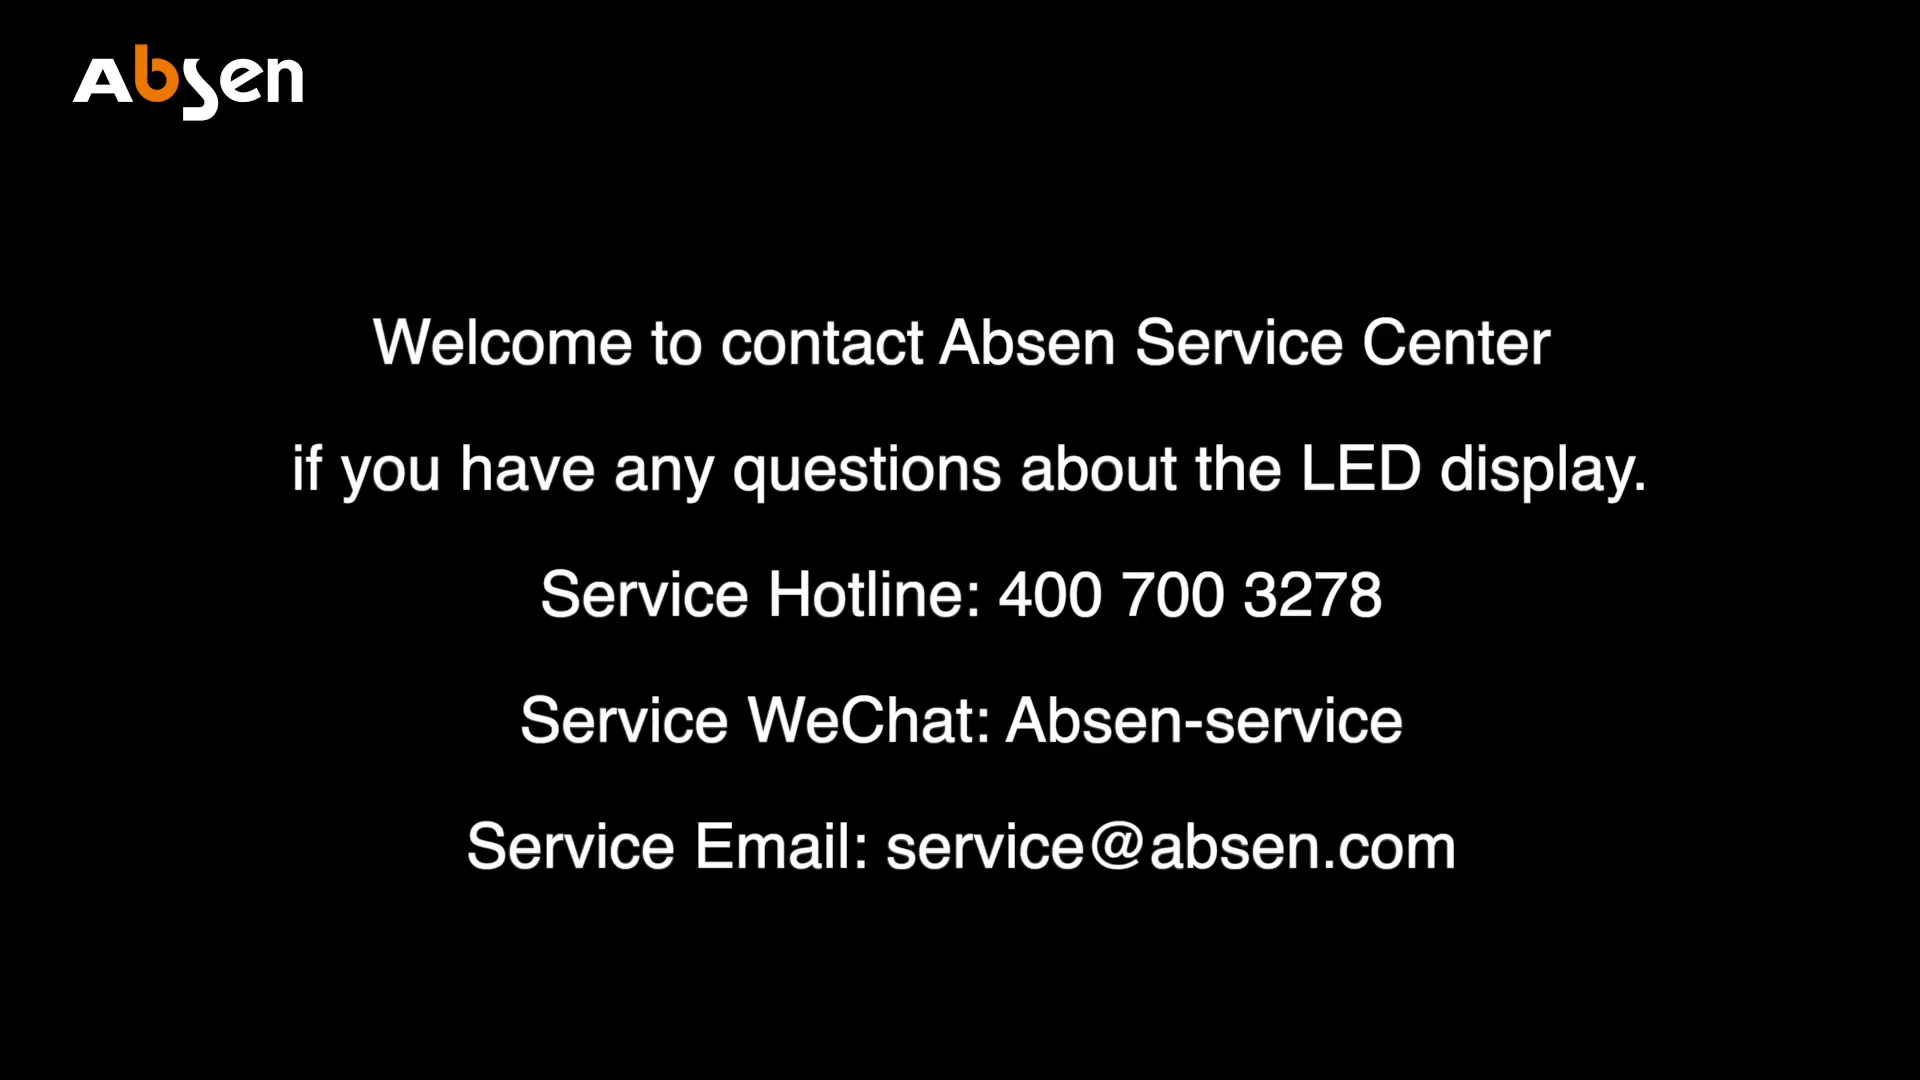 Absen
Welcome to contact Absen Service Center
if you have any questions about the LED display.
Service Hotline: 400 700 3278
Service WeChat: Absen-service
Service Email: service@absen.com